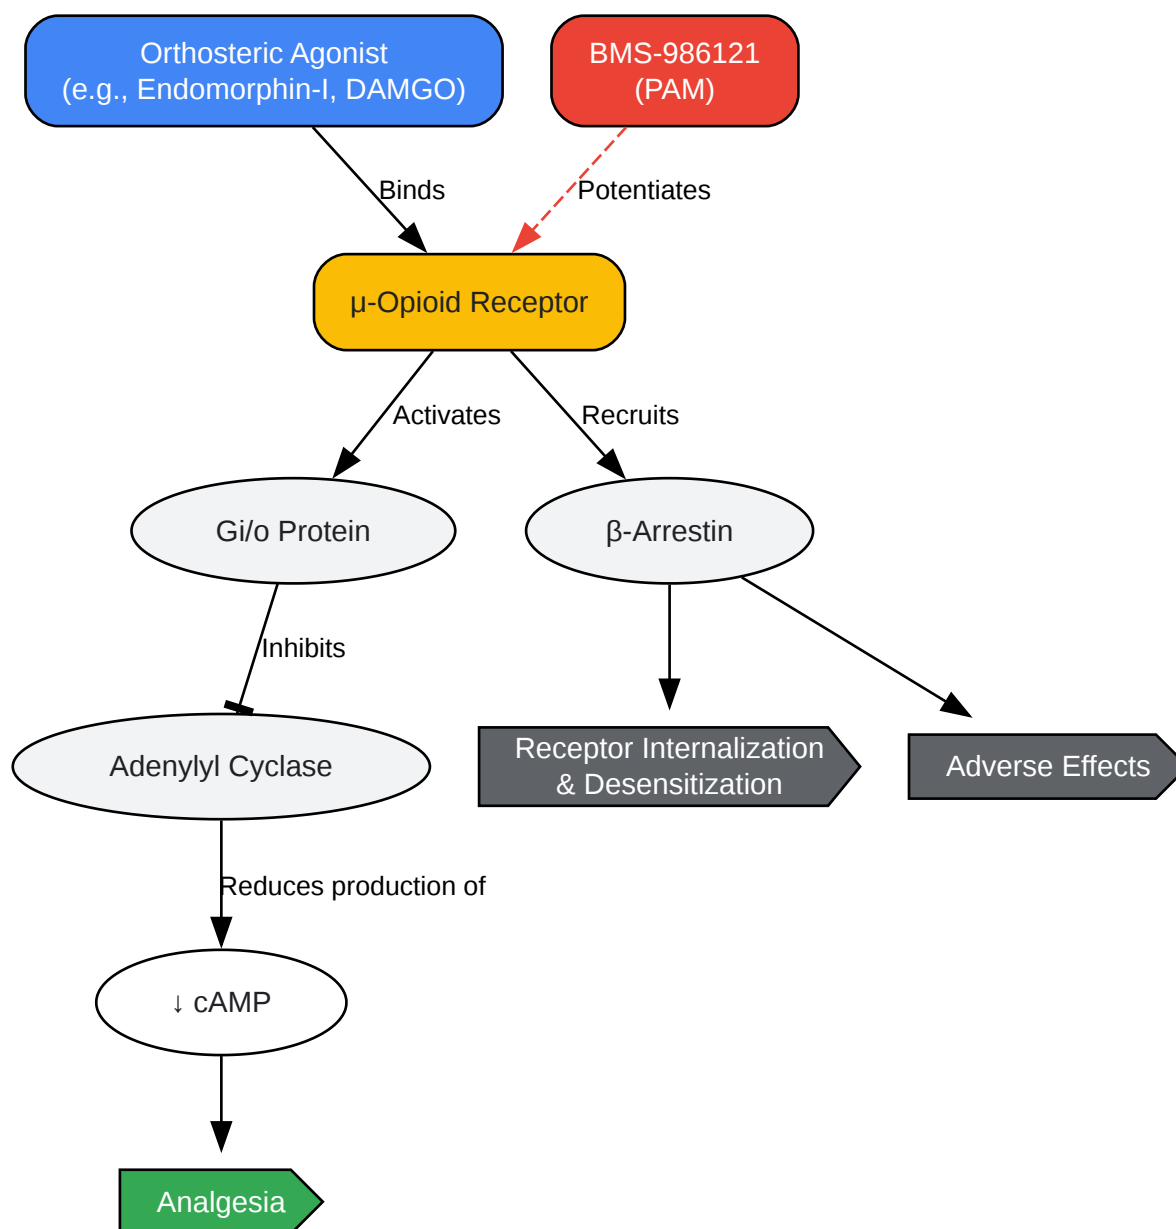 Orthosteric Agonist
(e.g., Endomorphin-I, DAMGO)
BMS-986121
(PAM)
Binds
Potentiates
μ-Opioid Receptor
Activates
Recruits
Gi/o Protein
β-Arrestin
Inhibits
Adenylyl Cyclase
Receptor Internalization
& Desensitization
Adverse Effects
Reduces production of
↓ cAMP
Analgesia